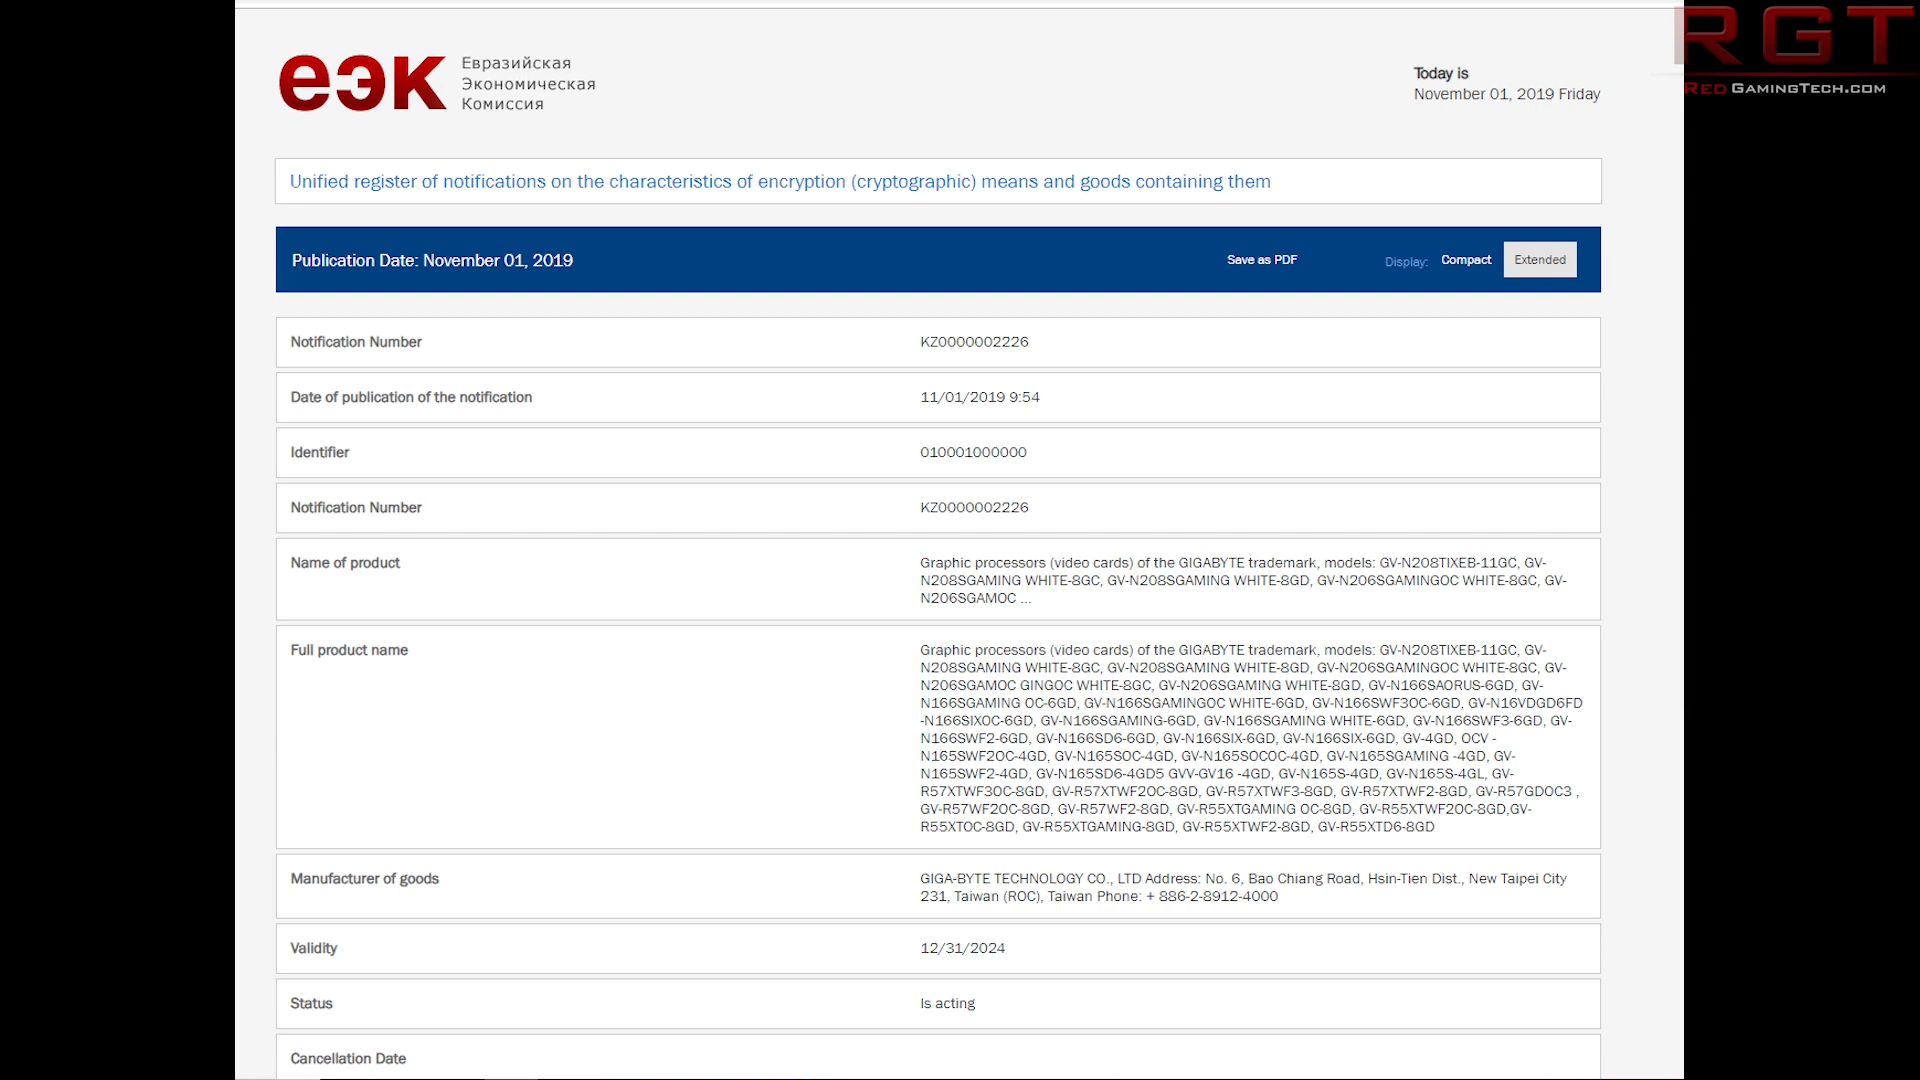 еэк
Евразийская
Экономическая
Комиссия
Today is
November 01, 2019 Friday
RGT
RED GAMINGTECH.COM
Unified register of notifications on the characteristics of encryption (cryptographic) means and goods containing them
Publication Date: November 01, 2019
Save as PDF
Display:
Compact
Extended
Notification Number
KZ0000002226
Date of publication of the notification
11/01/2019 9:54
Identifier
010001000000
Notification Number
KZ0000002226
Name of product
Graphic processors (video cards) of the GIGABYTE trademark, models: GV-N208TIXEB-11GC, GV-
N208SGAMING WHITE-8GC, GV-N208SGAMING WHITE-8GD, GV-N206SGAMINGOC WHITE-8GC, GV-
N206SGAMOC ...
Full product name
Graphic processors (video cards) of the GIGABYTE trademark, models: GV-N208TIXEB-11GC, GV-
N208SGAMING WHITE-8GC, GV-N208SGAMING WHITE-8GD, GV-N206SGAMINGOC WHITE-8GC, GV-
N206SGAMOC GINGOC WHITE-8GC, GV-N206SGAMING WHITE-8GD, GV-N166SAORUS-6GD, GV-
N166SGAMING OC-6GD, GV-N166SGAMINGOC WHITE-6GD, GV-N166SWF3OC-6GD, GV-N16VDGD6FD
-N166SIXOC-6GD, GV-N166SGAMING-6GD, GV-N166SGAMING WHITE-6GD, GV-N166SWF3-6GD, GV-
N166SWF2-6GD, GV-N166SD6-6GD, GV-N166SIX-6GD, GV-N166SIX-6GD, GV-4GD, OCV -
N165SWF2OC-4GD, GV-N165SOC-4GD, GV-N165SOCOC-4GD, GV-N165SGAMING -4GD, GV-
N165SWF2-4GD, GV-N165SD6-4GD5 GVV-GV16 -4GD, GV-N165S-4GD, GV-N165S-4GL, GV-
R57XTWF3OC-8GD, GV-R57XTWF2OC-8GD, GV-R57XTWF3-8GD, GV-R57XTWF2-8GD, GV-R57GDOC3 ,
GV-R57WF2OC-8GD, GV-R57WF2-8GD, GV-R55XTGAMING OC-8GD, GV-R55XTWF2OC-8GD,GV-
R55XTOC-8GD, GV-R55XTGAMING-8GD, GV-R55XTWF2-8GD, GV-R55XTD6-8GD
Manufacturer of goods
GIGA-BYTE TECHNOLOGY CO., LTD Address: No. 6, Bao Chiang Road, Hsin-Tien Dist., New Taipei City
231, Taiwan (ROC), Taiwan Phone: + 886-2-8912-4000
Validity
12/31/2024
Status
Is acting
Cancellation Date